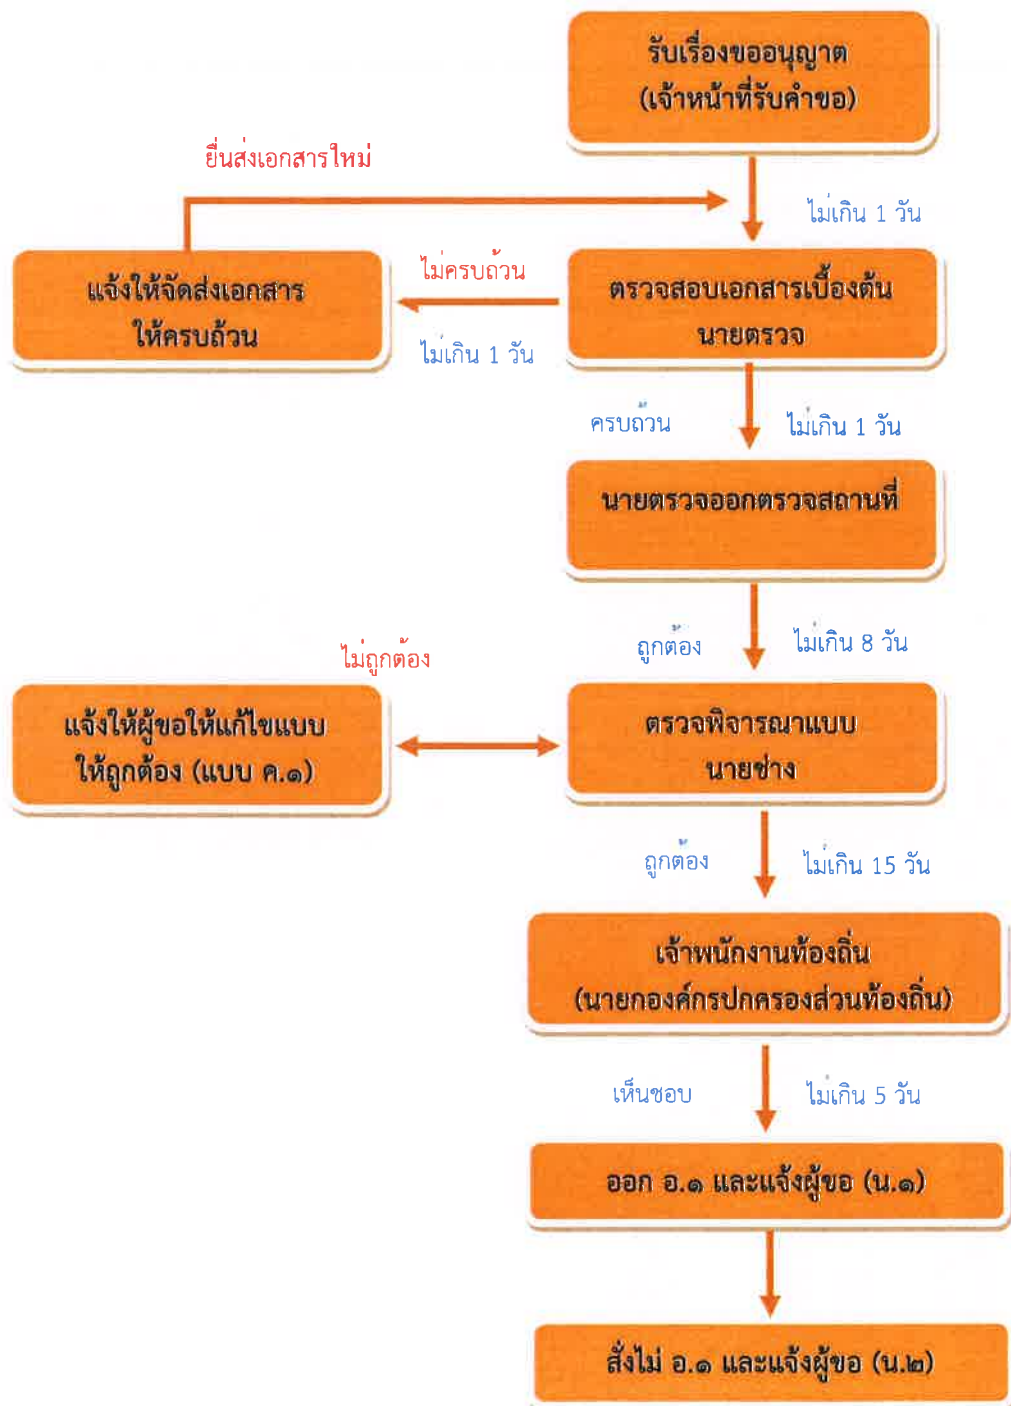 รับเรื่องขออนุญาต
(เจ้าหน้าที่รับคำขอ)
ยื่นส่งเอกสารใหม่
ไม่เกิน 1 วัน
แจ้งให้จัดส่งเอกสาร
ให้ครบถ้วน
ไม่ครบถ้วน
ไม่เกิน 1 วัน
ตรวจสอบเอกสารเบื้องต้น
นายตรวจ
ครบถ้วน
ไม่เกิน 1 วัน
นายตรวจออกตรวจสถานที่
ถูกต้อง
ไม่เกิน 8 วัน
ไม่ถูกต้อง
แจ้งให้ผู้ขอให้แก้ไขแบบ
ให้ถูกต้อง (แบบ ค.๑)
ตรวจพิจารณาแบบ
นายช่าง
ถูกต้อง
ไม่เกิน 15 วัน
เจ้าพนักงานท้องถิ่น
(นายกองค์กรปกครองส่วนท้องถิ่น)
เห็นชอบ
ไม่เกิน 5 วัน
ออก อ.๑ และแจ้งผู้ขอ (น.๑)
สั่งไม่ อ.๑ และแจ้งผู้ขอ (น.๒)